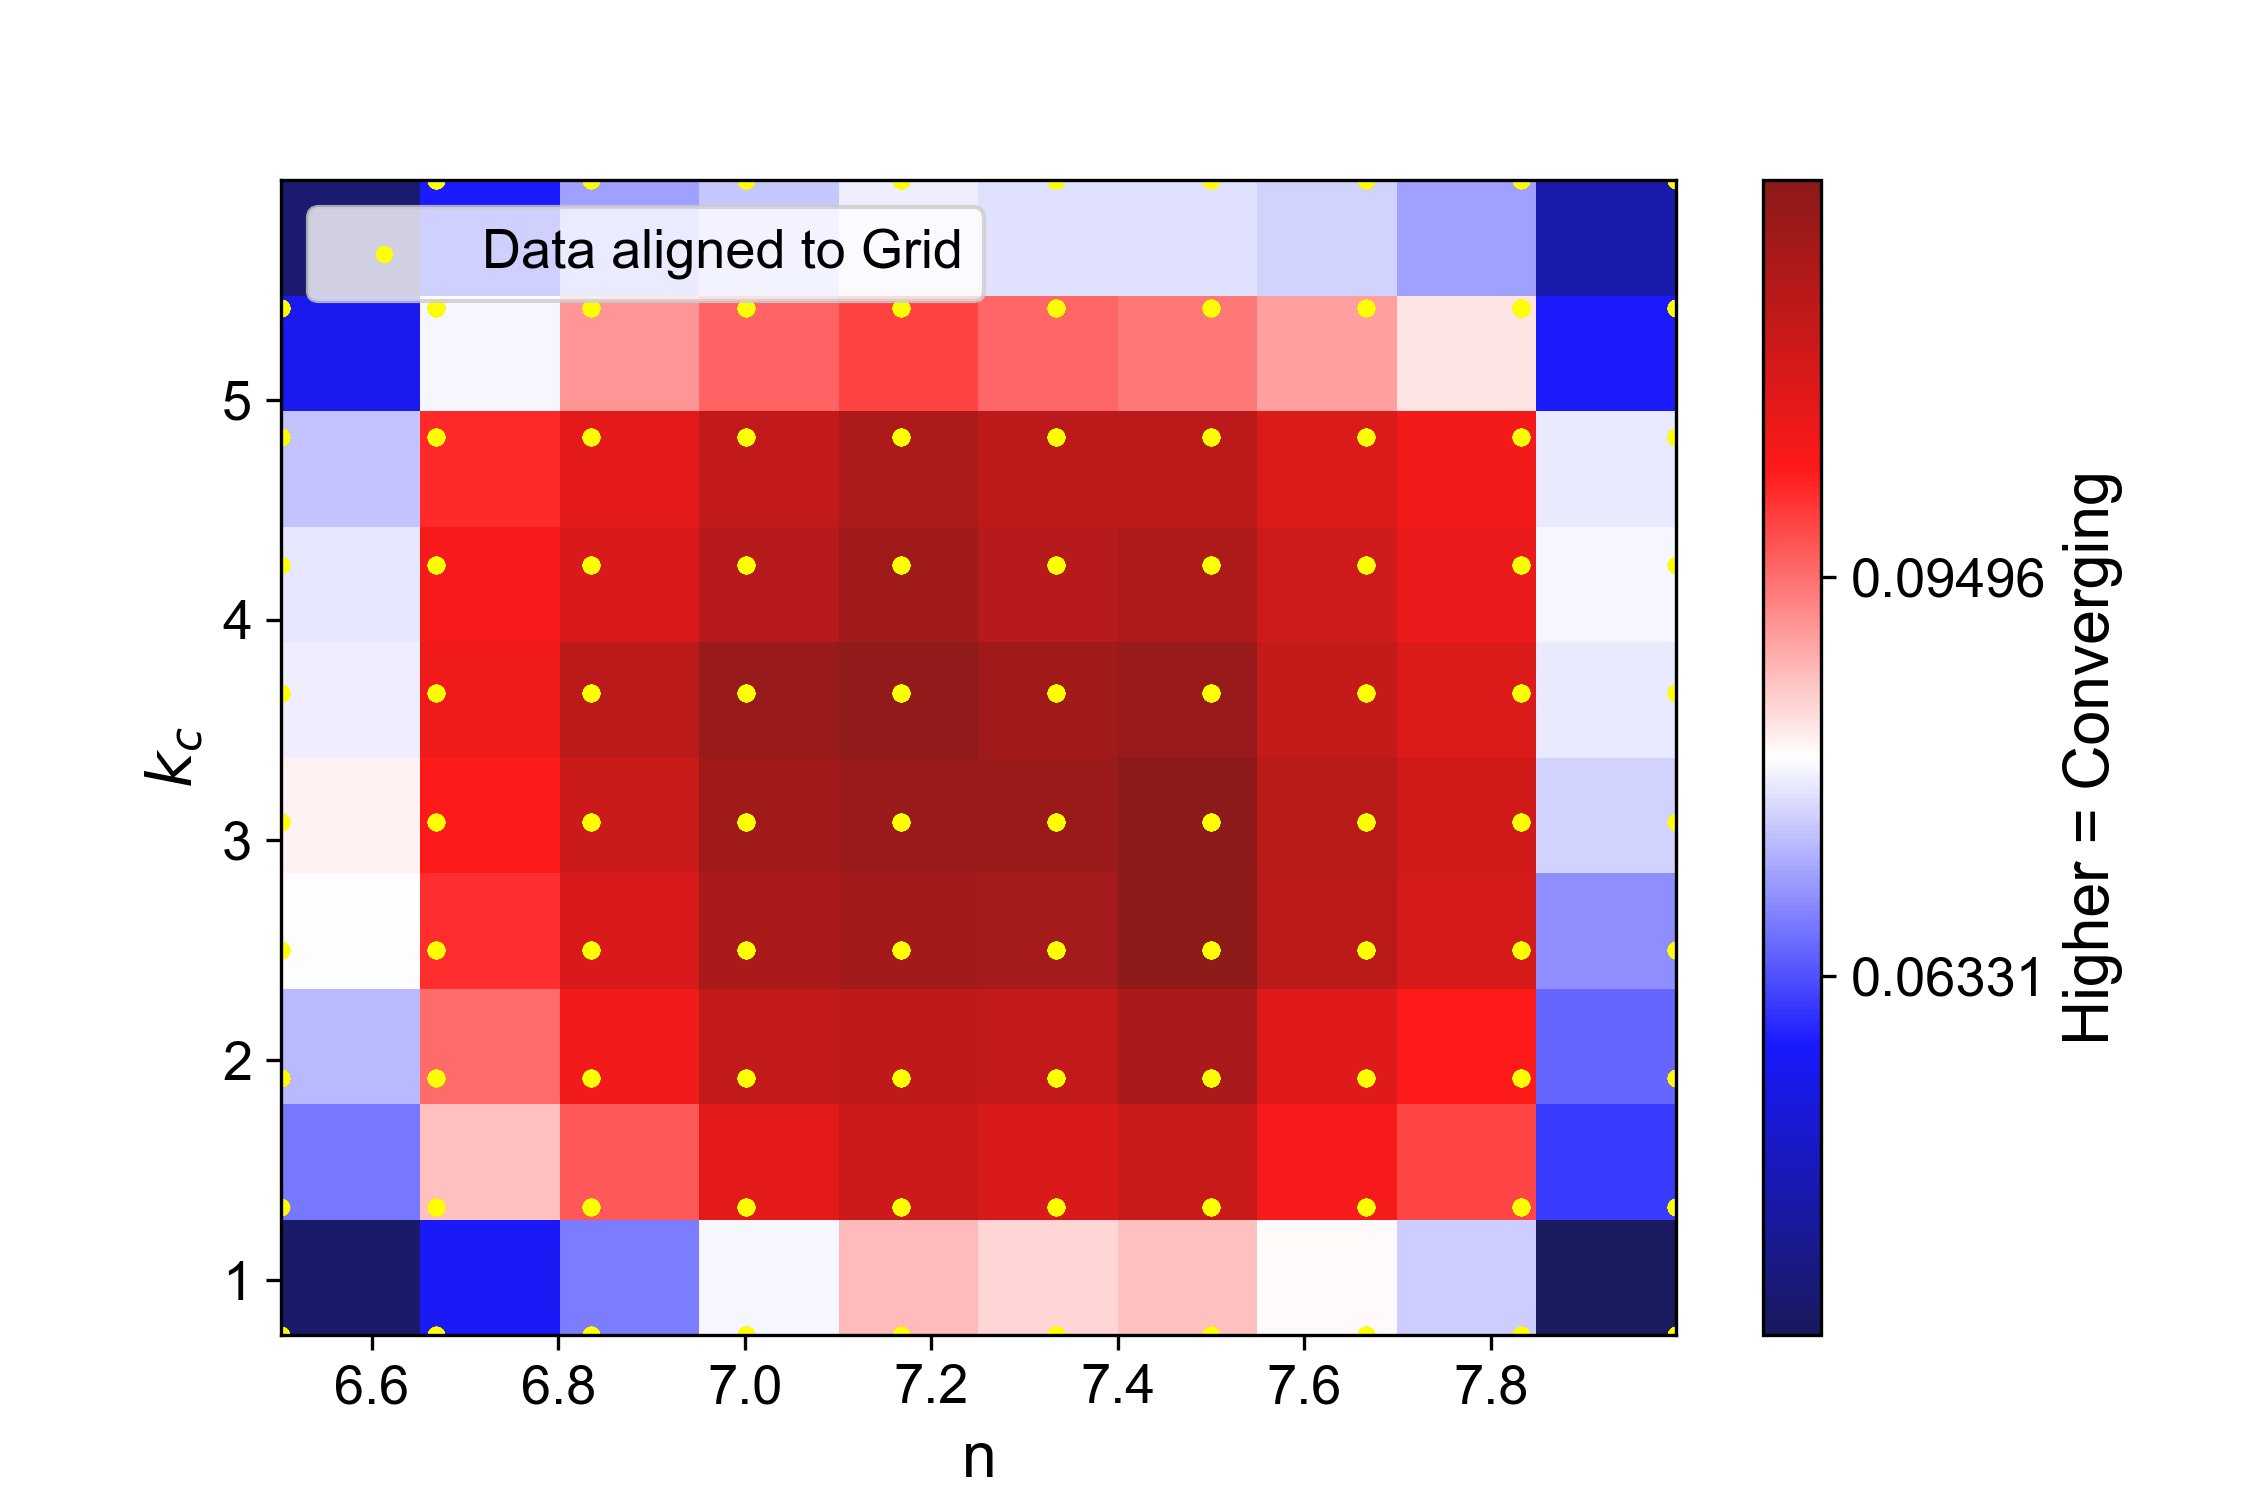 Data aligned to Grid
5
4
3
2
1
k_c
6.6 6.8 7.0 7.2 7.4 7.6 7.8
n
0.09496
0.06331
Higher = Converging